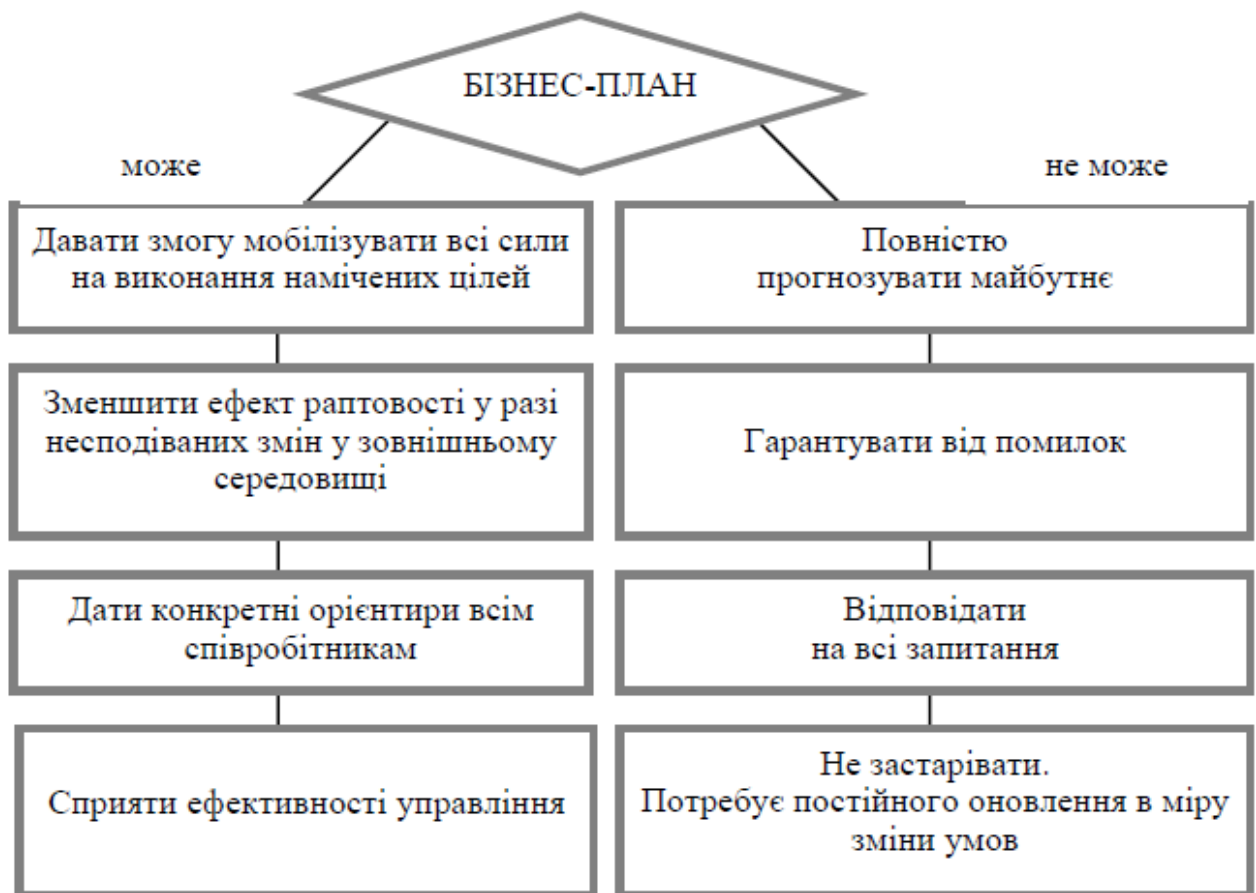 БІЗНЕС-ПЛАН
може
не може
Давати змогу мобілізувати всі сили
на виконання намічених цілей
Повністю
прогнозувати майбутнє
Зменшити ефект раптовості у разі
несподіваних змін у зовнішньому
середовищі
Гарантувати від помилок
Дати конкретні орієнтири всім
співробітникам
Відповідати
на всі запитання
Сприяти ефективності управління
Не застарівати.
Потребує постійного оновлення в міру
зміни умов